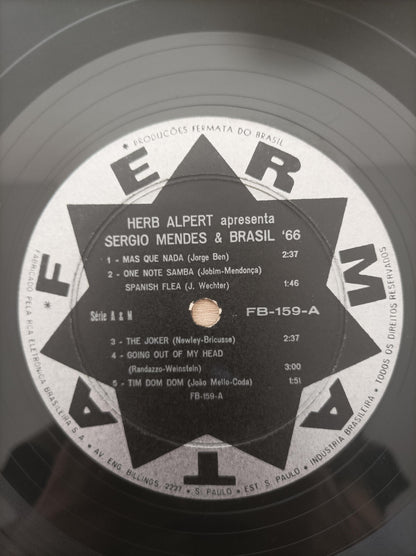 FERMATA
* PRODUÇÕES FERMATA DO BRASIL *
HERB ALPERT apresenta
SERGIO MENDES & BRASIL '66
1 - MAS QUE NADA (Jorge Ben) 2:37
2 - ONE NOTE SAMBA (Jobim-Mendonça)
SPANISH FLEA (J. Wechter) 1:46
Série A & M
FB-159-A
3 - THE JOKER (Newley-Bricusse) 2:37
4 - GOING OUT OF MY HEAD
(Randazzo-Weinstein) 3:00
5 - TIM DOM DOM (João Mello-Coda) 1:51
FB-159-A
FABRICADO PELA RCA ELETRÔNICA BRASILEIRA S.A. • AV. ENG. BILLINGS, 2227 • S. PAULO • EST. S. PAULO • INDÚSTRIA BRASILEIRA • TODOS OS DIREITOS RESERVADOS